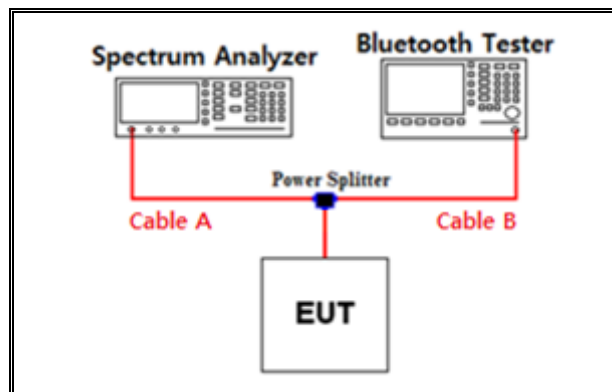 Spectrum Analyzer
Bluetooth Tester
Power Splitter
Cable A
Cable B
EUT